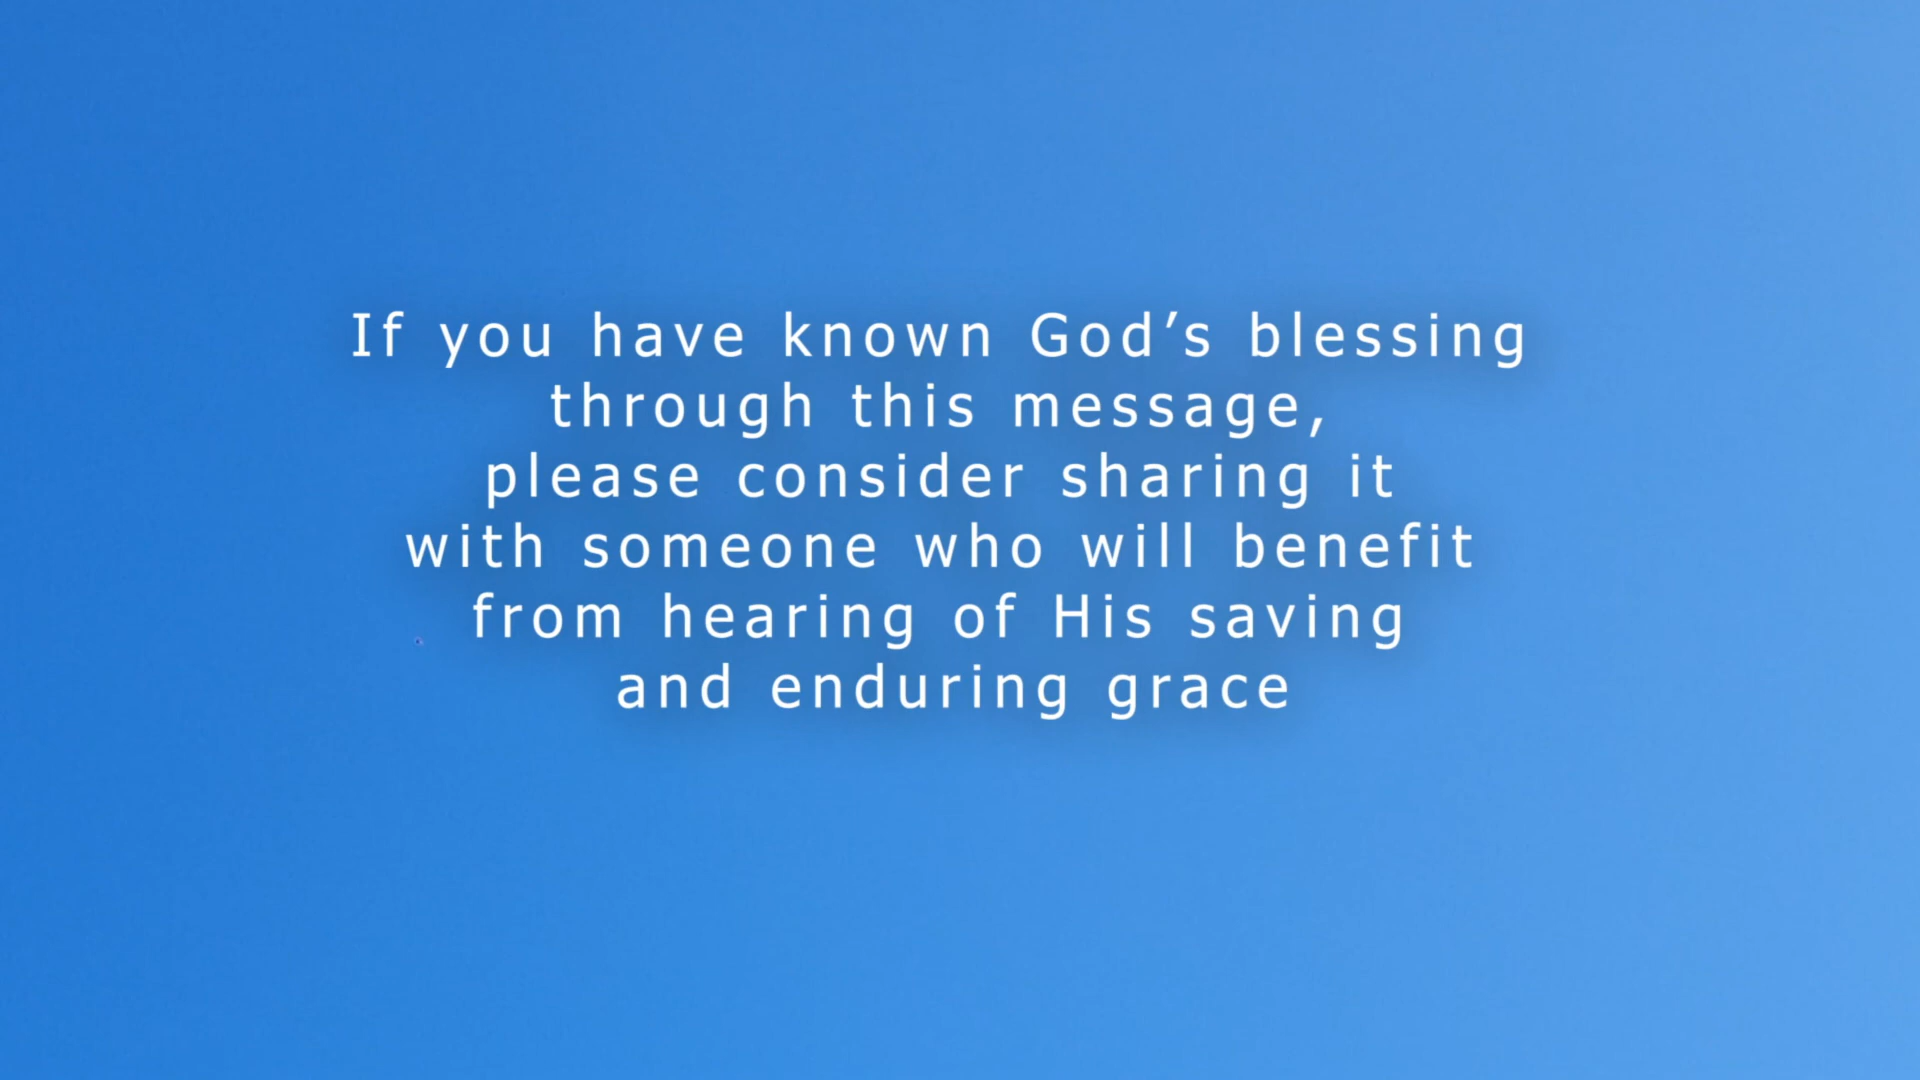 If you have known God’s blessing
through this message,
please consider sharing it
with someone who will benefit
from hearing of His saving
and enduring grace